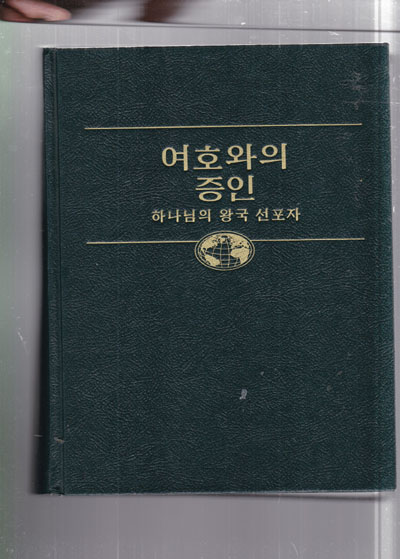 여호와의
증인
하나님의 왕국 선포자